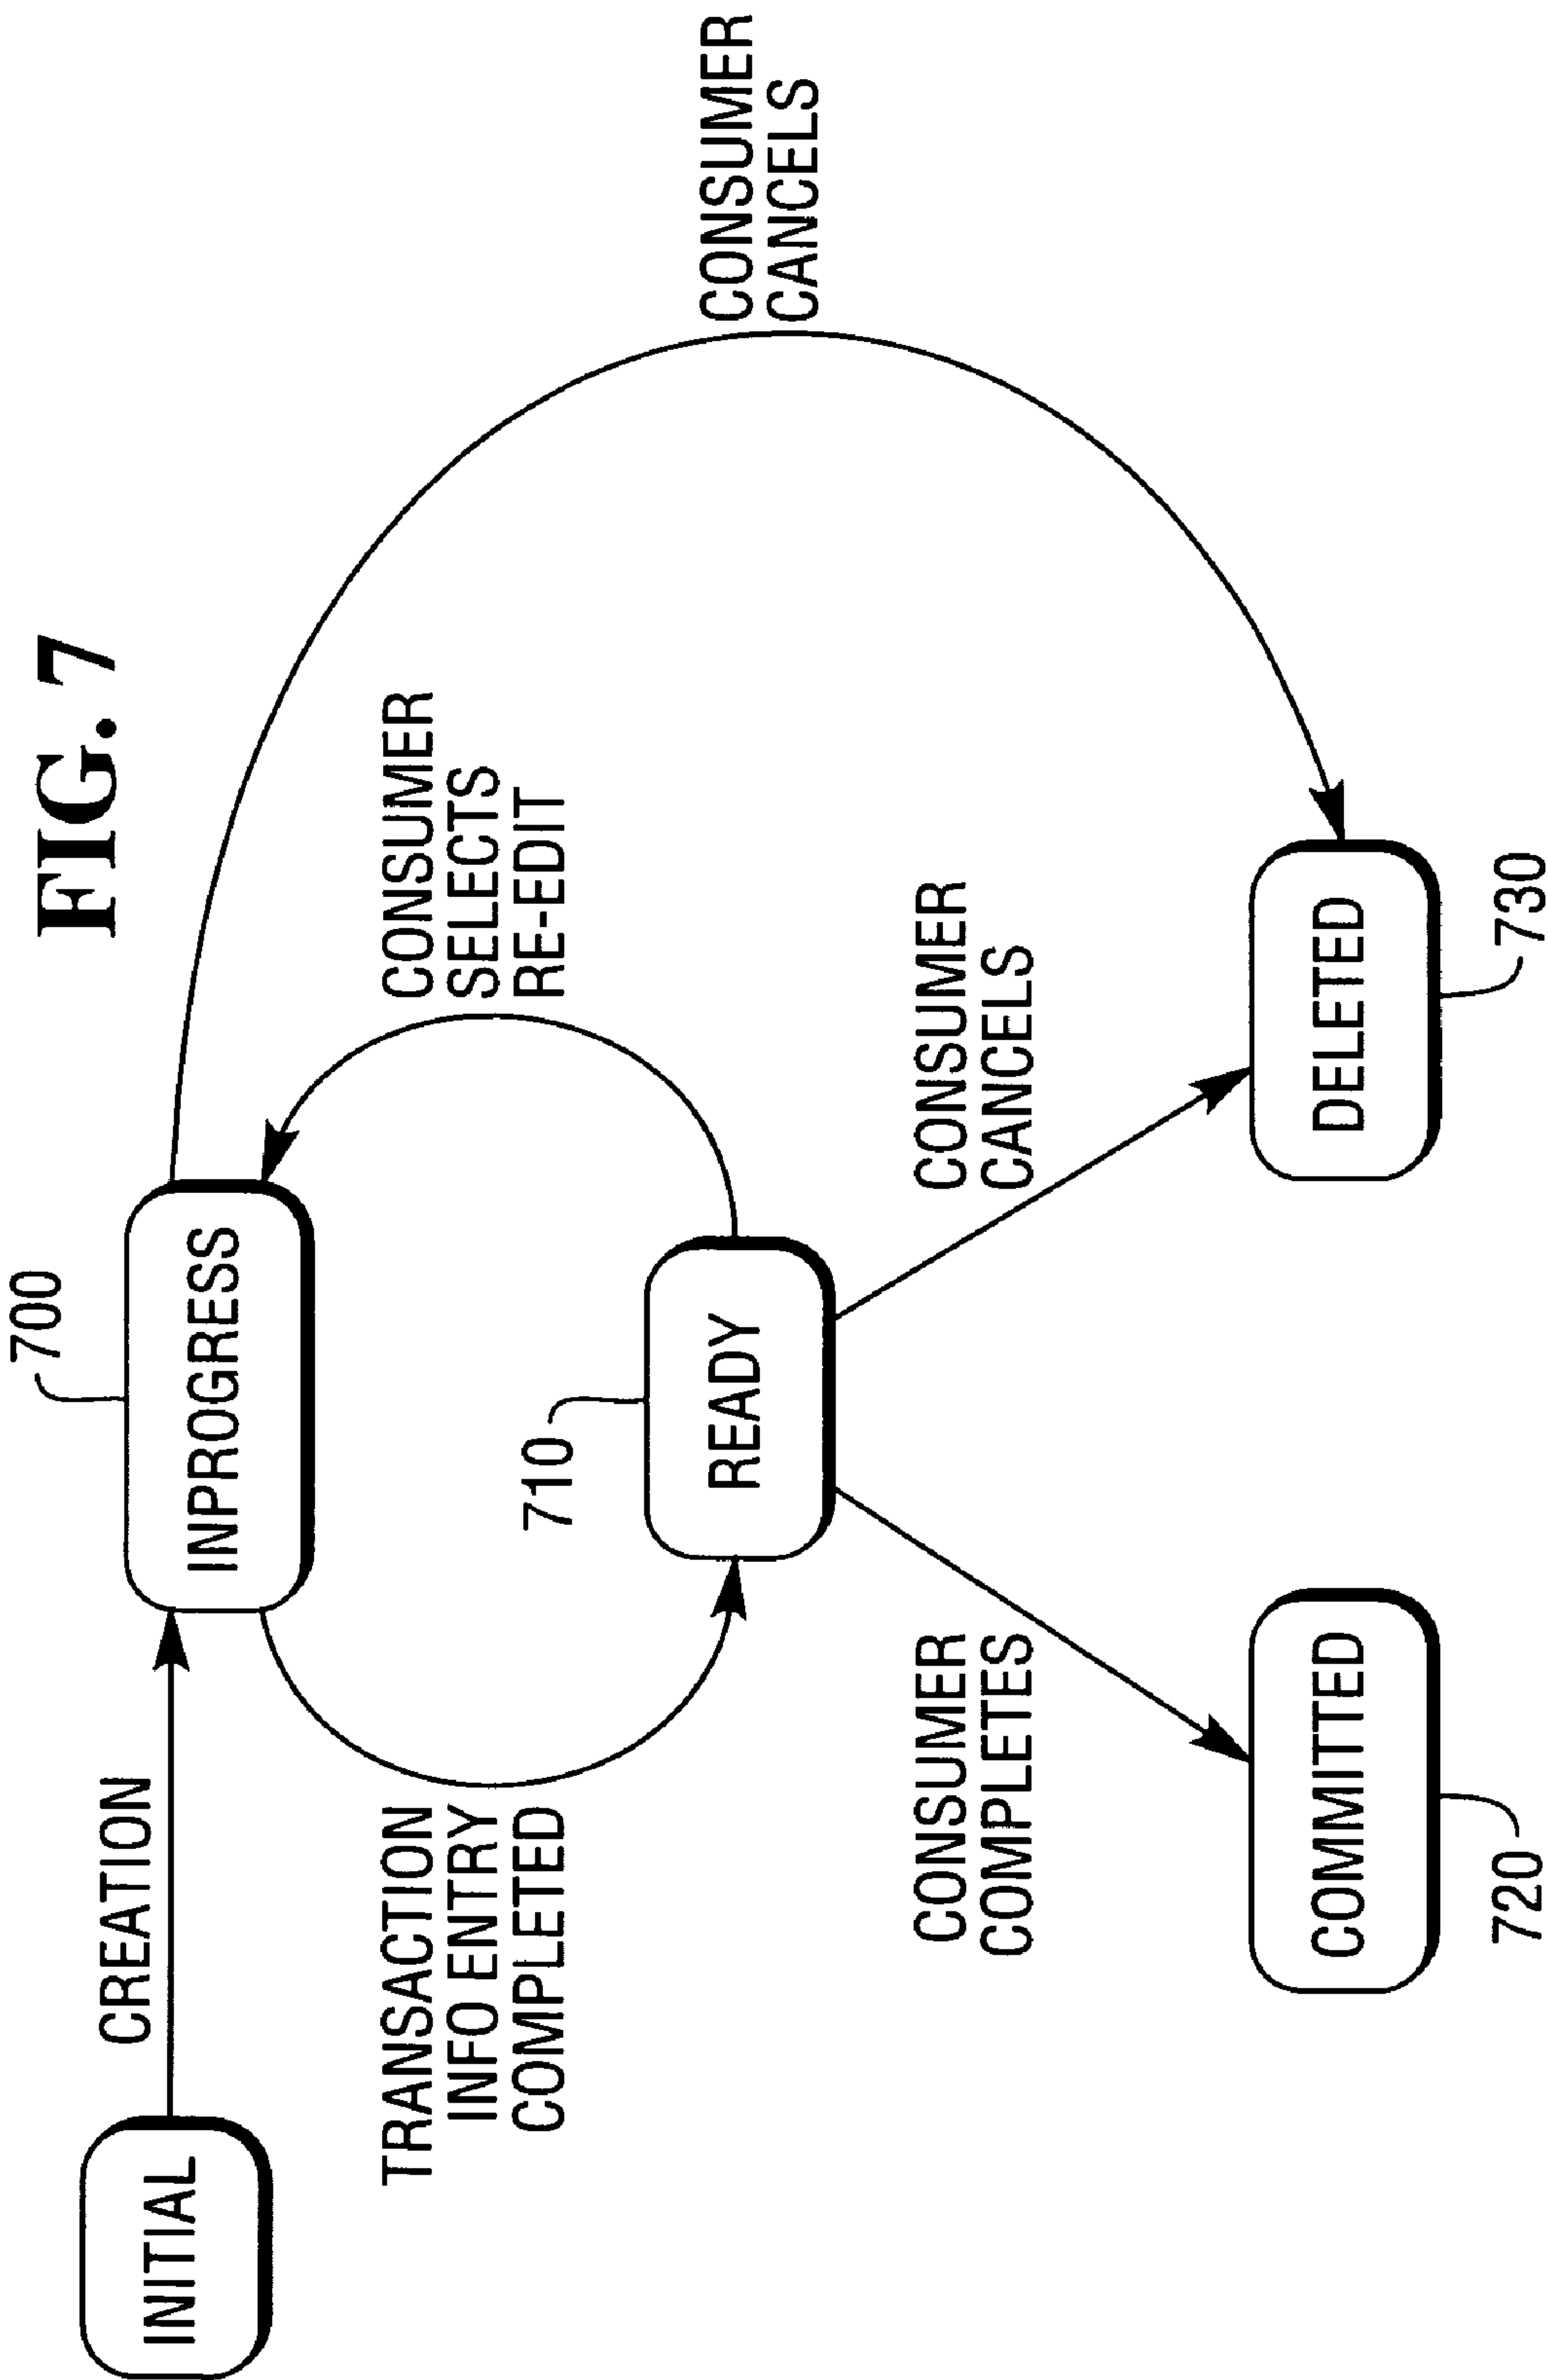 FIG. 7
700
INITIAL
CREATION
INPROGRESS
TRANSACTION
INFO ENTRY
COMPLETED
CONSUMER
SELECTS
RE-EDIT
CONSUMER
CANCELS
710
READY
CONSUMER
COMPLETES
CONSUMER
CANCELS
COMMITTED
DELETED
720
730